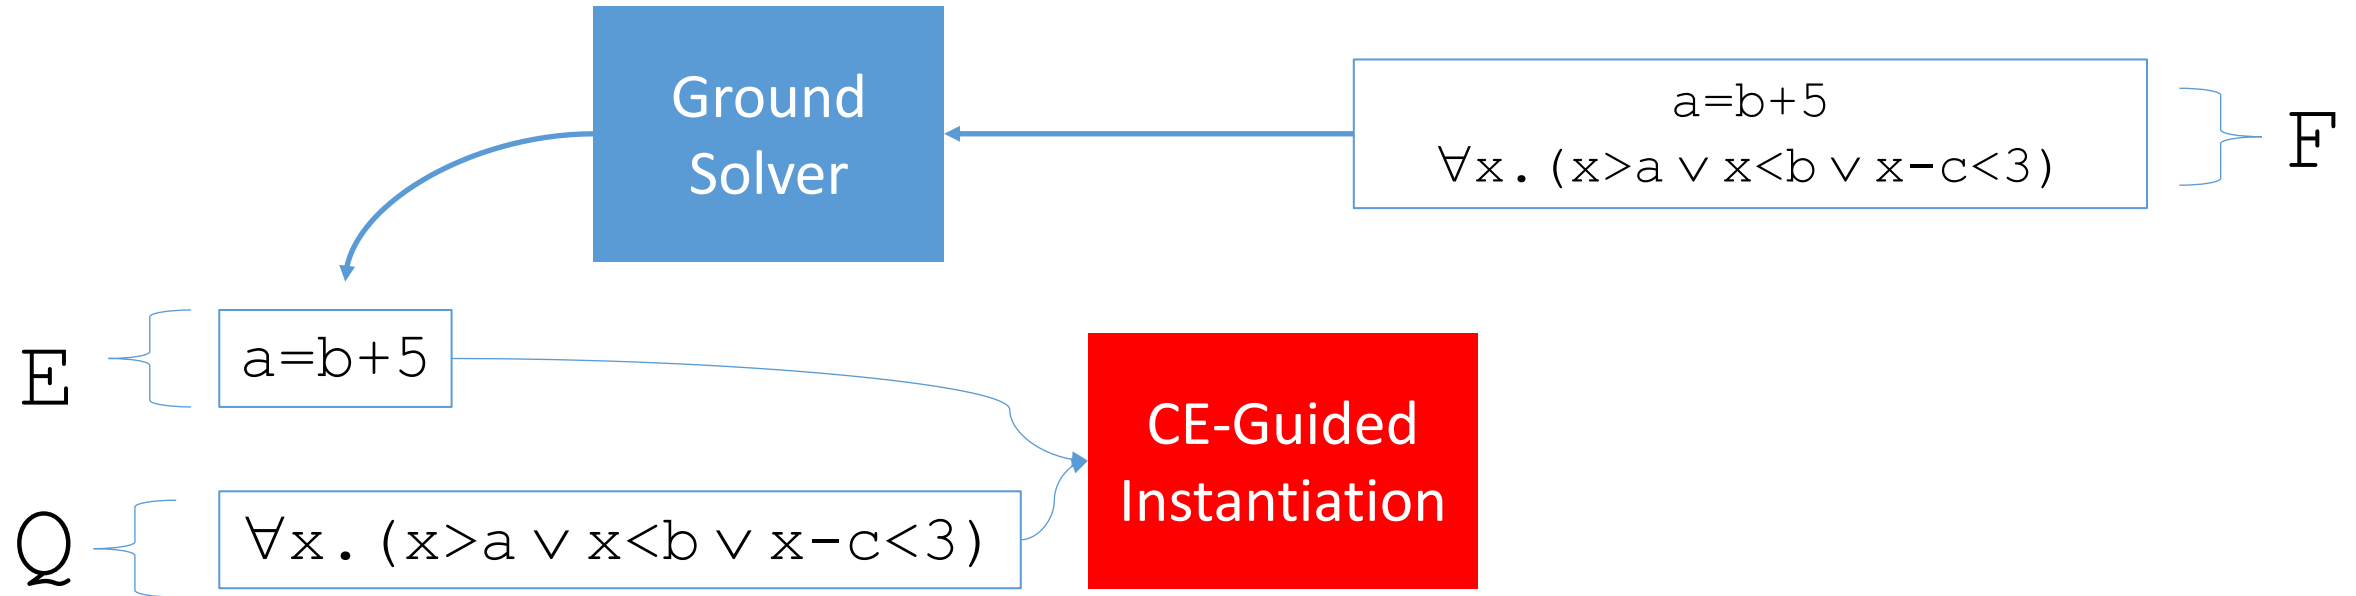 Ground
Solver
a=b+5
∀x.(x>a ∨ x<b ∨ x-c<3)
F
E
a=b+5
CE-Guided
Instantiation
Q
∀x.(x>a ∨ x<b ∨ x-c<3)